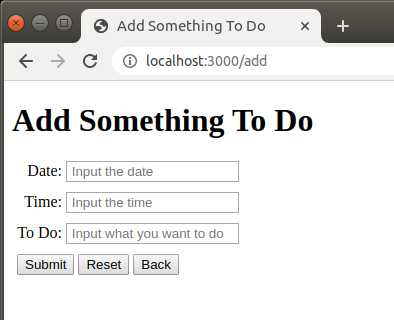 Add Something To Do
localhost:3000/add
Add Something To Do
Date: Input the date
Time: Input the time
To Do: Input what you want to do
Submit Reset Back